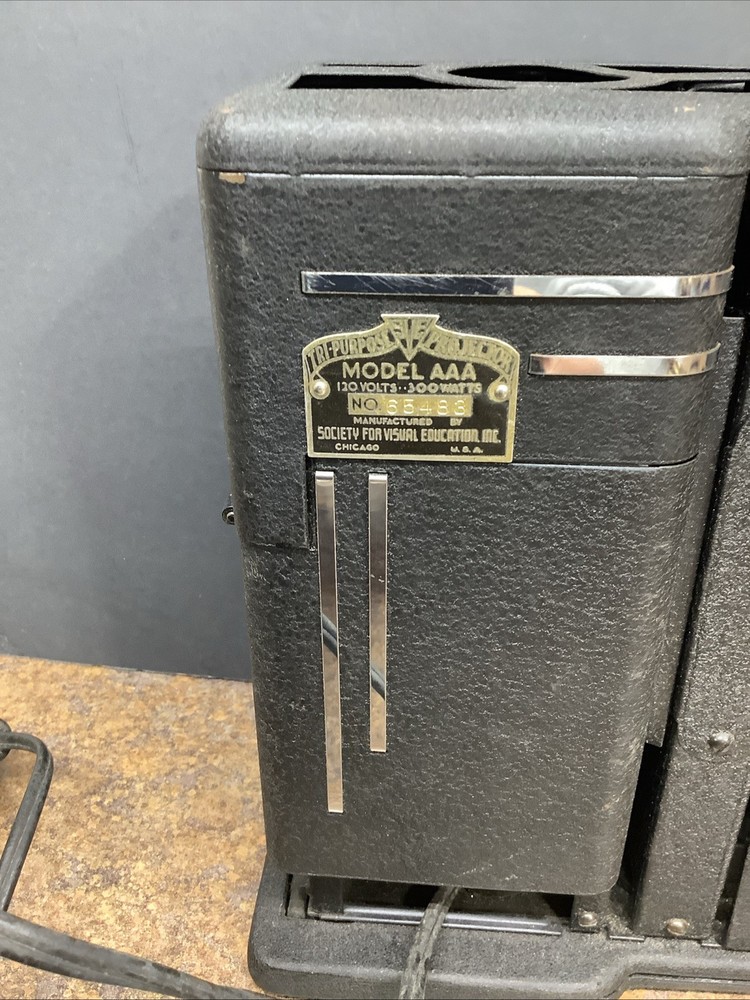 TRI-PURPOSE SVE PROJECTOR
MODEL AAA
120 VOLTS··300 WATTS
NO. 65483
MANUFACTURED BY
SOCIETY FOR VISUAL EDUCATION, INC.
CHICAGO U.S.A.